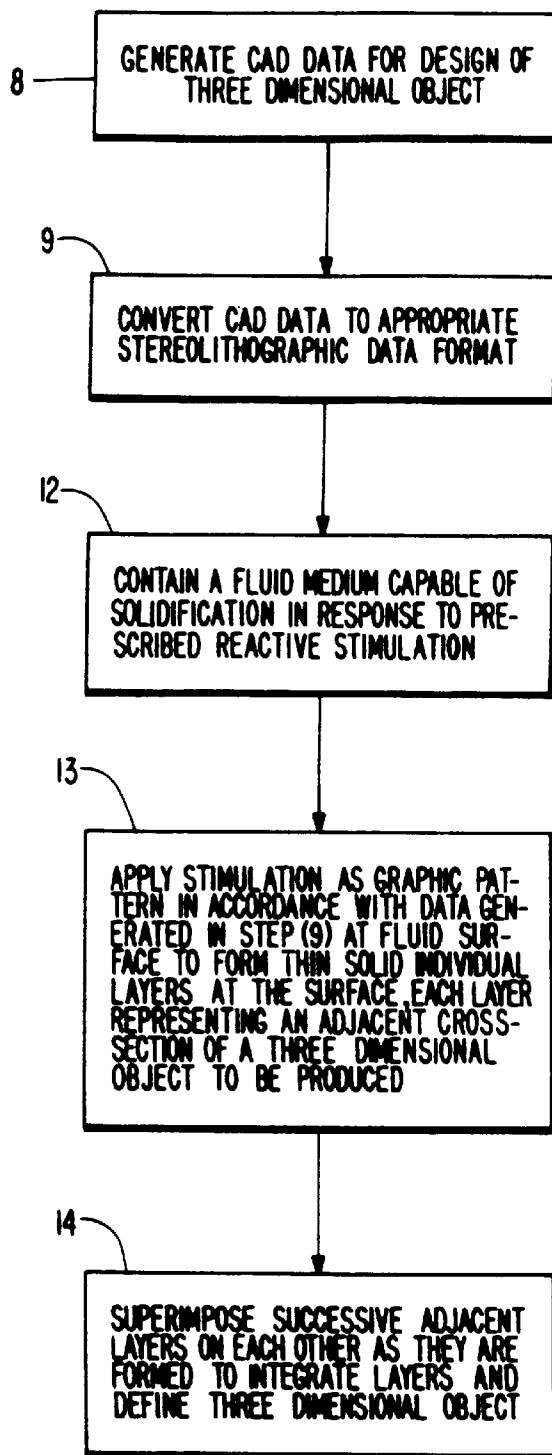 8
GENERATE CAD DATA FOR DESIGN OF
THREE DIMENSIONAL OBJECT
9
CONVERT CAD DATA TO APPROPRIATE
STEREOLITHOGRAPHIC DATA FORMAT
12
CONTAIN A FLUID MEDIUM CAPABLE OF
SOLIDIFICATION IN RESPONSE TO PRE-
SCRIBED REACTIVE STIMULATION
13
APPLY STIMULATION AS GRAPHIC PAT-
TERN IN ACCORDANCE WITH DATA GEN-
ERATED IN STEP (9) AT FLUID SUR-
FACE TO FORM THIN SOLID INDIVIDUAL
LAYERS AT THE SURFACE, EACH LAYER
REPRESENTING AN ADJACENT CROSS-
SECTION OF A THREE DIMENSIONAL
OBJECT TO BE PRODUCED
14
SUPERIMPOSE SUCCESSIVE ADJACENT
LAYERS ON EACH OTHER AS THEY ARE
FORMED TO INTEGRATE LAYERS AND
DEFINE THREE DIMENSIONAL OBJECT